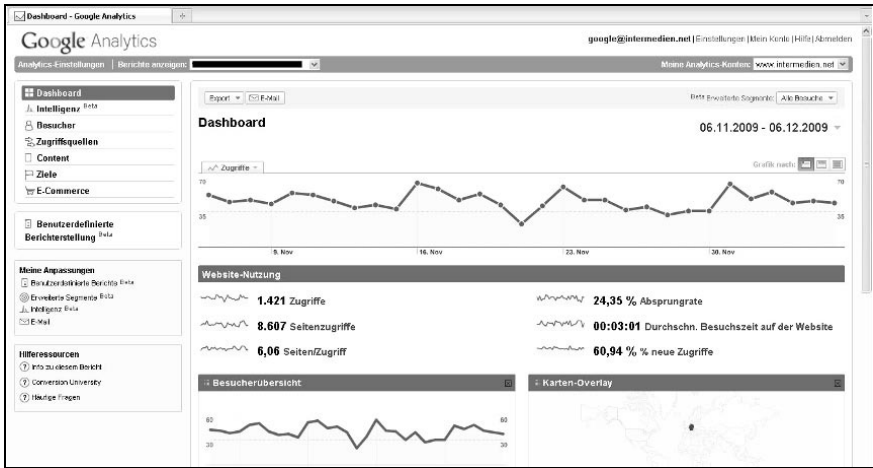 Dashboard - Google Analytics
Google Analytics
google@intermedien.net | Einstellungen | Mein Konto | Hilfe | Abmelden
Analytics-Einstellungen | Berichte anzeigen:
Meine Analytics-Konten: www.intermedien.net
Dashboard
Intelligenz Beta
Besucher
Zugriffsquellen
Content
Ziele
E-Commerce
Benutzerdefinierte
Berichterstellung Beta
Meine Anpassungen
Benutzerdefinierte Berichte Beta
Erweiterte Segmente Beta
Intelligenz Beta
E-Mail
Hilferessourcen
Info zu diesem Bericht
Conversion University
Häufige Fragen
Export E-Mail
Beta Erweiterte Segmente: Alle Besuche
Dashboard
06.11.2009 - 06.12.2009
Zugriffe
Grafik nach:
70 70
35 35
9. Nov 16. Nov 23. Nov 30. Nov
Website-Nutzung
1.421 Zugriffe
8.607 Seitenzugriffe
6,06 Seiten/Zugriff
24,35 % Absprungrate
00:03:01 Durchschn. Besuchszeit auf der Website
60,94 % % neue Zugriffe
Besucherübersicht
60 60
30 30
Karten-Overlay